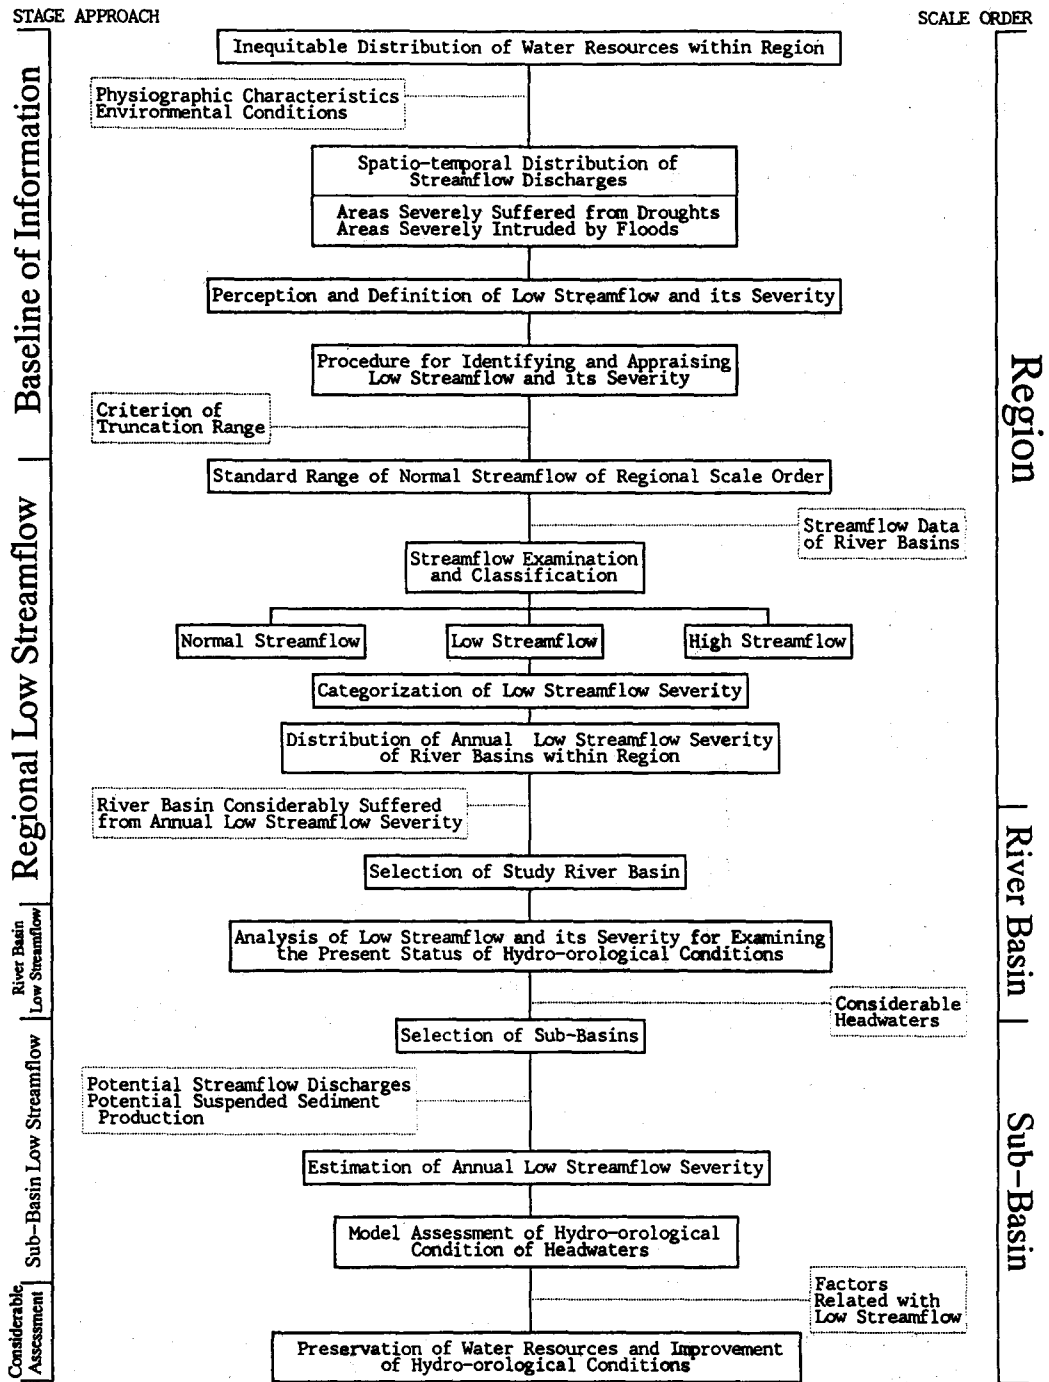 STAGE APPROACH
SCALE ORDER
Inequitable Distribution of Water Resources within Region
Physiographic Characteristics
Environmental Conditions
Spatio-temporal Distribution of
Streamflow Discharges
Areas Severely Suffered from Droughts
Areas Severely Intruded by Floods
Perception and Definition of Low Streamflow and its Severity
Procedure for Identifying and Appraising
Low Streamflow and its Severity
Criterion of
Truncation Range
Baseline of Information
Region
Standard Range of Normal Streamflow of Regional Scale Order
Streamflow Data
of River Basins
Streamflow Examination
and Classification
Normal Streamflow
Low Streamflow
High Streamflow
Categorization of Low Streamflow Severity
Distribution of Annual Low Streamflow Severity
of River Basins within Region
River Basin Considerably Suffered
from Annual Low Streamflow Severity
Selection of Study River Basin
Regional Low Streamflow
River Basin
Analysis of Low Streamflow and its Severity for Examining
the Present Status of Hydro-orological Conditions
River Basin
Low Streamflow
Considerable
Headwaters
Selection of Sub-Basins
Potential Streamflow Discharges
Potential Suspended Sediment
Production
Estimation of Annual Low Streamflow Severity
Model Assessment of Hydro-orological
Condition of Headwaters
Sub-Basin Low Streamflow
Sub-Basin
Factors
Related with
Low Streamflow
Considerable
Assessment
Preservation of Water Resources and Improvement
of Hydro-orological Conditions